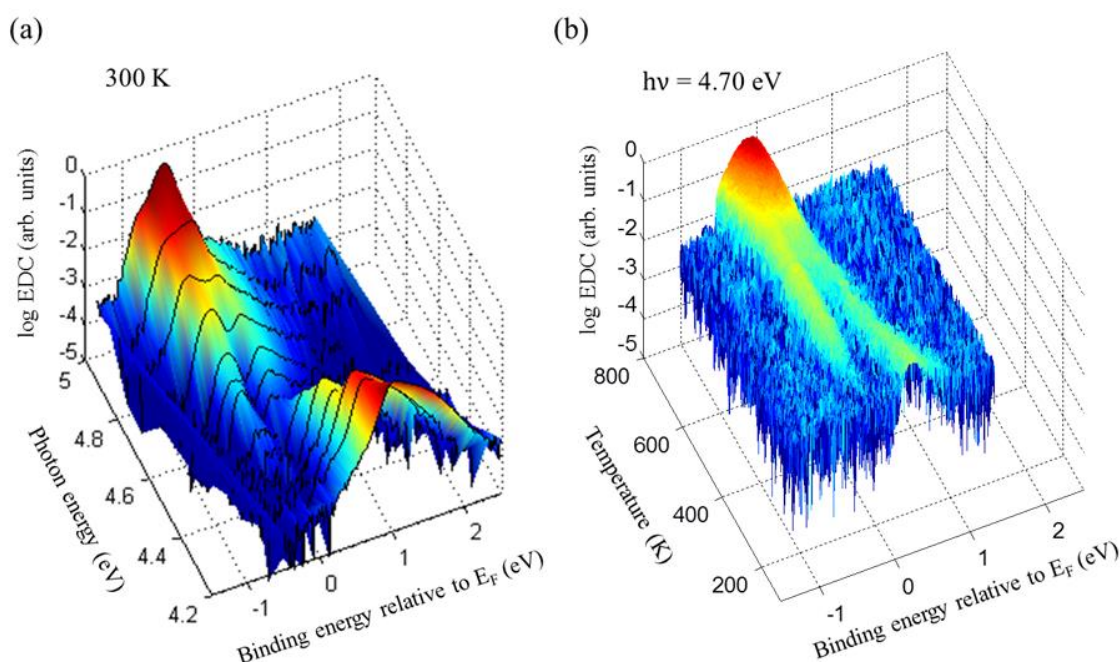 (a)
300 K
log EDC (arb. units)
0
-1
-2
-3
-4
-5
5
4.8
4.6
4.4
4.2
Photon energy (eV)
-1
0
1
2
Binding energy relative to E_F (eV)
(b)
hν = 4.70 eV
log EDC (arb. units)
0
-1
-2
-3
-4
-5
800
600
400
200
Temperature (K)
-1
0
1
2
Binding energy relative to E_F (eV)